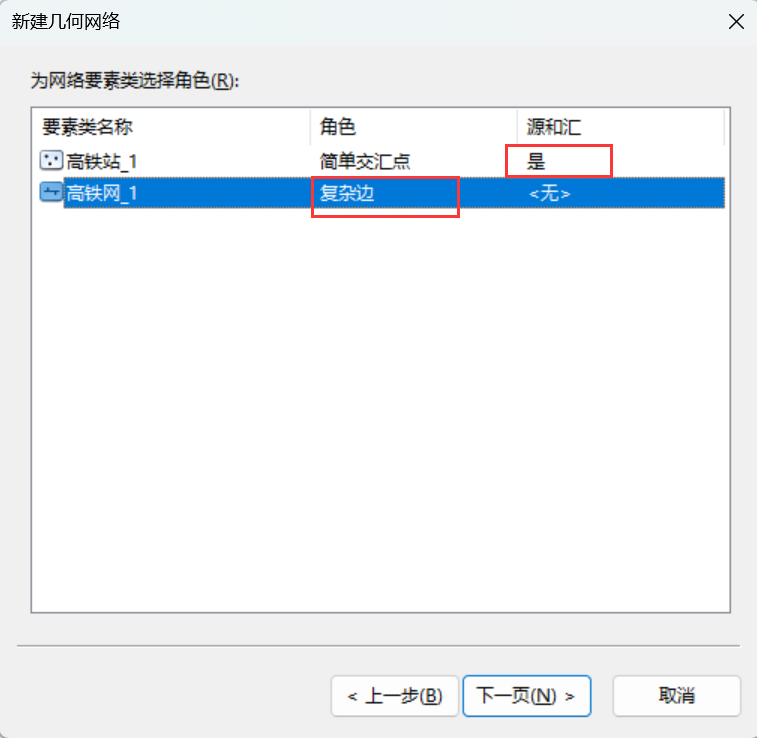 新建几何网络
为网络要素类选择角色(R):
要素类名称 角色 源和汇
高铁站_1 简单交汇点 是
高铁网_1 复杂边 <无>
< 上一步(B) 下一页(N) > 取消